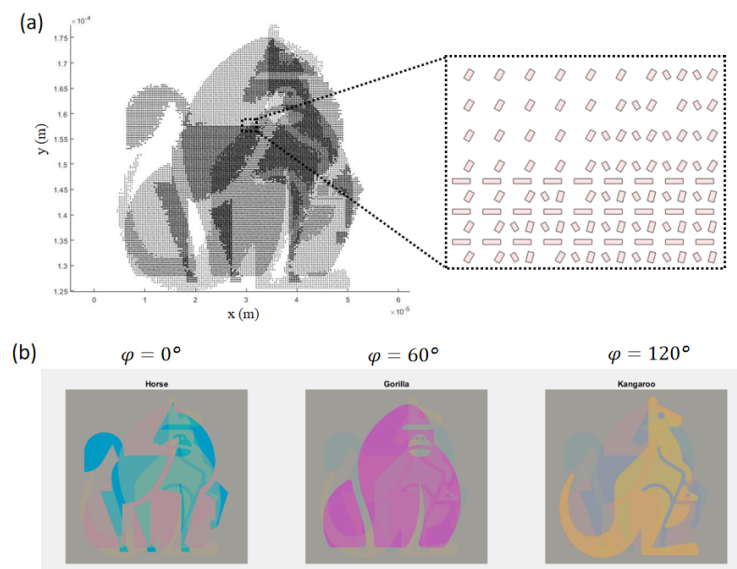 (a)
×10⁻⁴
1.75
1.7
1.65
1.6
1.55
1.5
1.45
1.4
1.35
1.3
1.25
y (m)
0
1
2
3
4
5
6
×10⁻⁵
x (m)
(b)
φ = 0°
φ = 60°
φ = 120°
Horse
Gorilla
Kangaroo